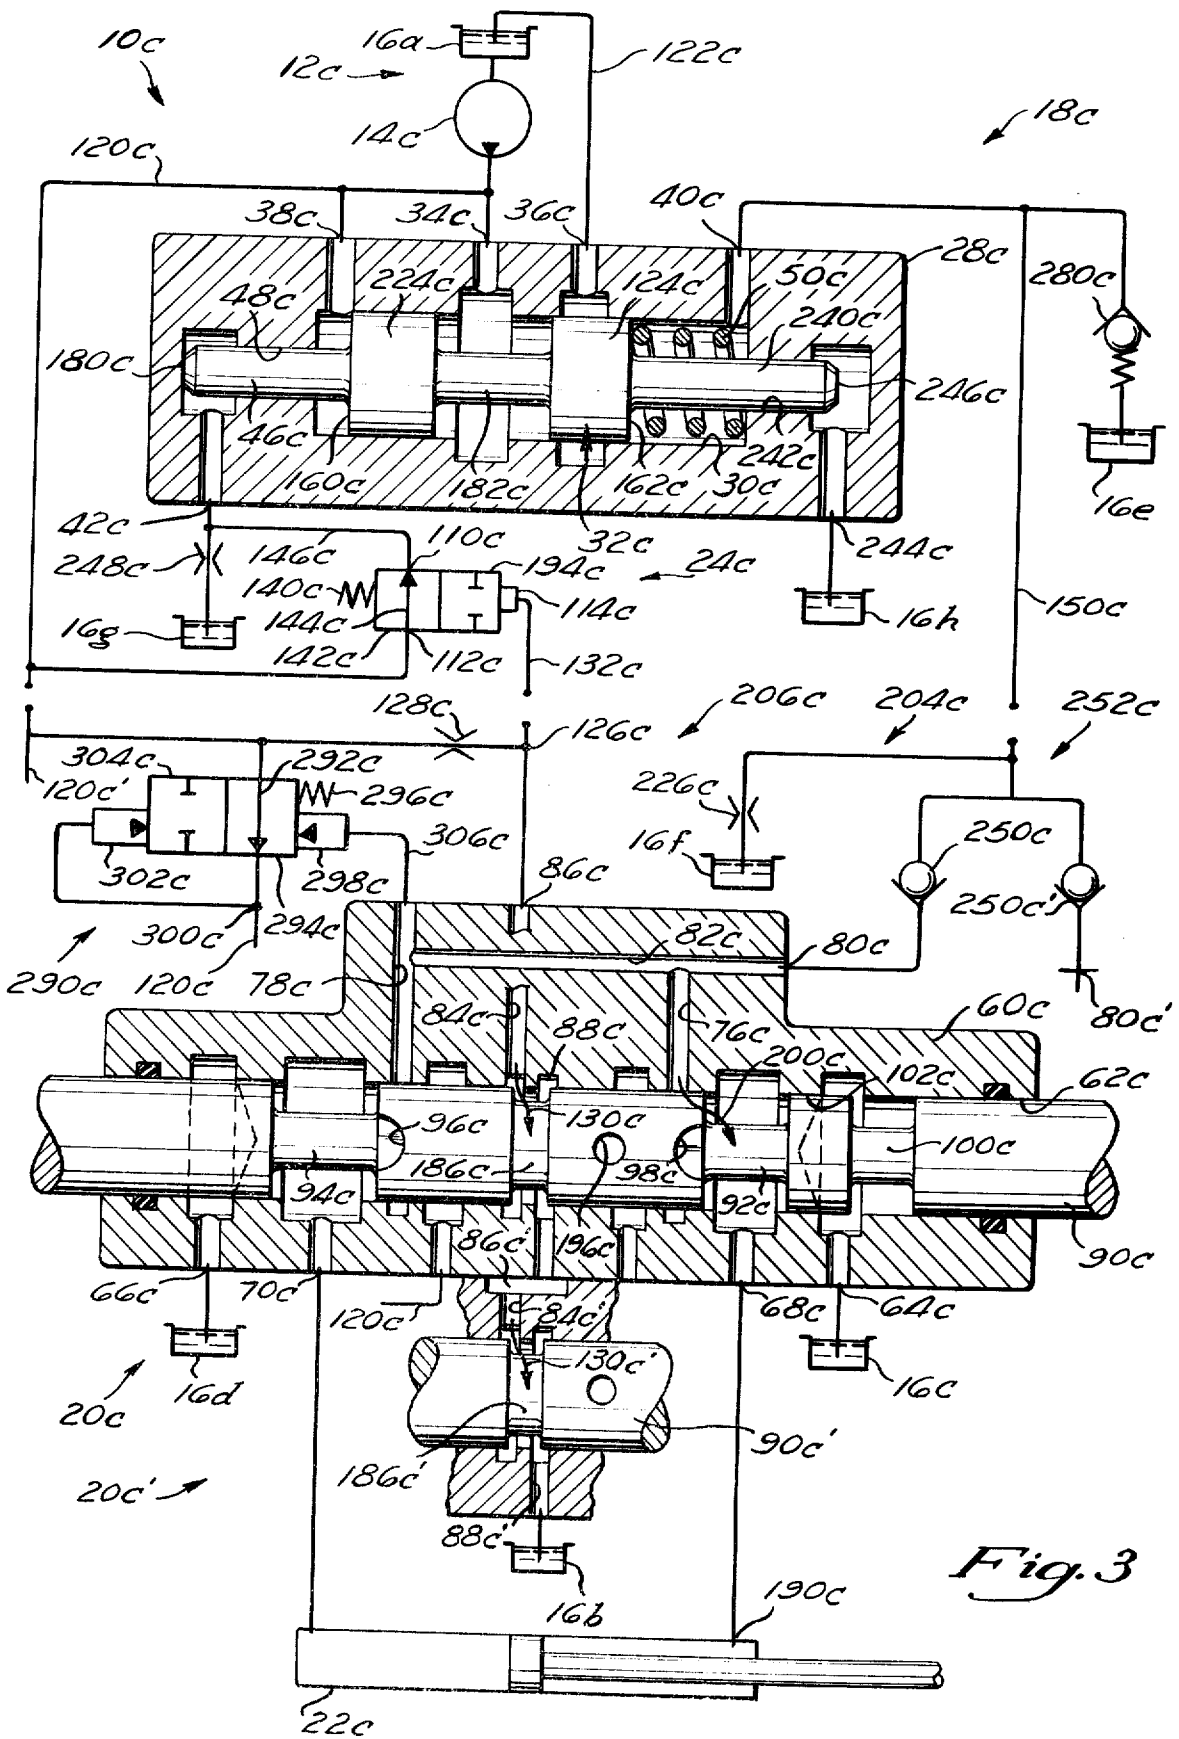 10c
16a
12c
122c
14c
18c
120c
38c
34c
36c
40c
28c
224c
124c
50c
280c
48c
240c
180c
246c
46c
160c
182c
162c
30c
242c
16e
42c
32c
244c
146c
110c
194c
24c
248c
140c
114c
16g
144c
16h
150c
142c
112c
132c
128c
206c
204c
252c
126c
304c
292c
120c'
296c
226c
306c
250c
16f
302c
298c
86c
250c'
300c
294c
82c
80c
290c
120c
78c
84c
88c
76c
60c
80c'
200c
102c
62c
96c
130c
100c
186c
98c
94c
92c
86c'
196c
90c
66c
70c
120c
84c'
68c
64c
130c'
16d
16c
20c
90c'
186c'
20c'
88c'
16b
Fig. 3
190c
22c